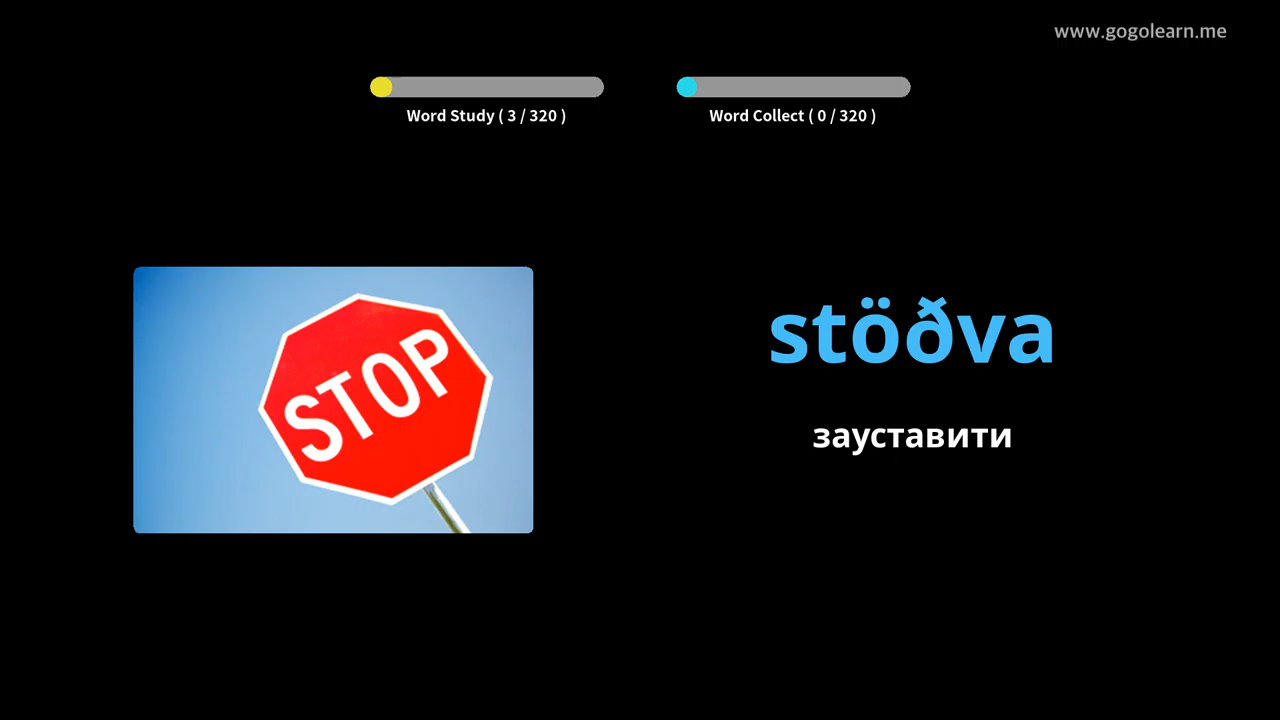 www.gogolearn.me
Word Study ( 3 / 320 )
Word Collect ( 0 / 320 )
STOP
stöðva
зауставити